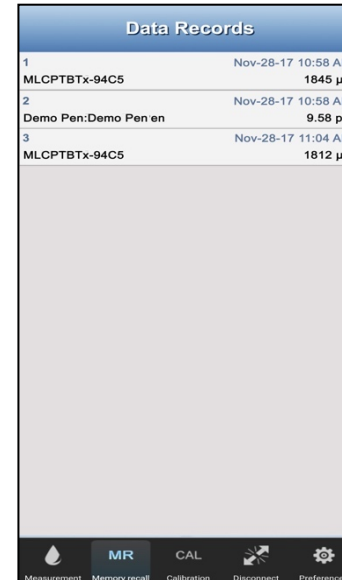 Data Records
1 Nov-28-17 10:58 A
MLCPTBTx-94C5 1845 µ
2 Nov-28-17 10:58 A
Demo Pen:Demo Pen en 9.58 p
3 Nov-28-17 11:04 A
MLCPTBTx-94C5 1812 µ
MR CAL
Measurement Memory recall Calibration Disconnect Preference